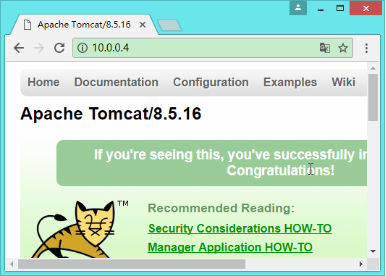 Apache Tomcat/8.5.16
10.0.0.4
Home Documentation Configuration Examples Wiki
Apache Tomcat/8.5.16
If you're seeing this, you've successfully in
Congratulations!
TM
Recommended Reading:
Security Considerations HOW-TO
Manager Application HOW-TO